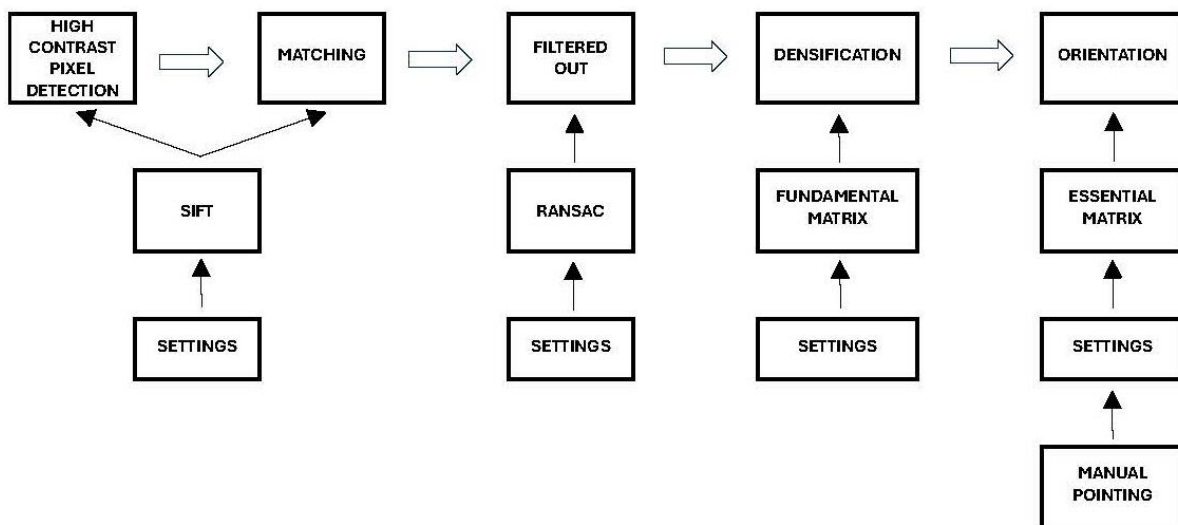 HIGH
CONTRAST
PIXEL
DETECTION
MATCHING
FILTERED
OUT
DENSIFICATION
ORIENTATION
SIFT
RANSAC
FUNDAMENTAL
MATRIX
ESSENTIAL
MATRIX
SETTINGS
SETTINGS
SETTINGS
SETTINGS
MANUAL
POINTING